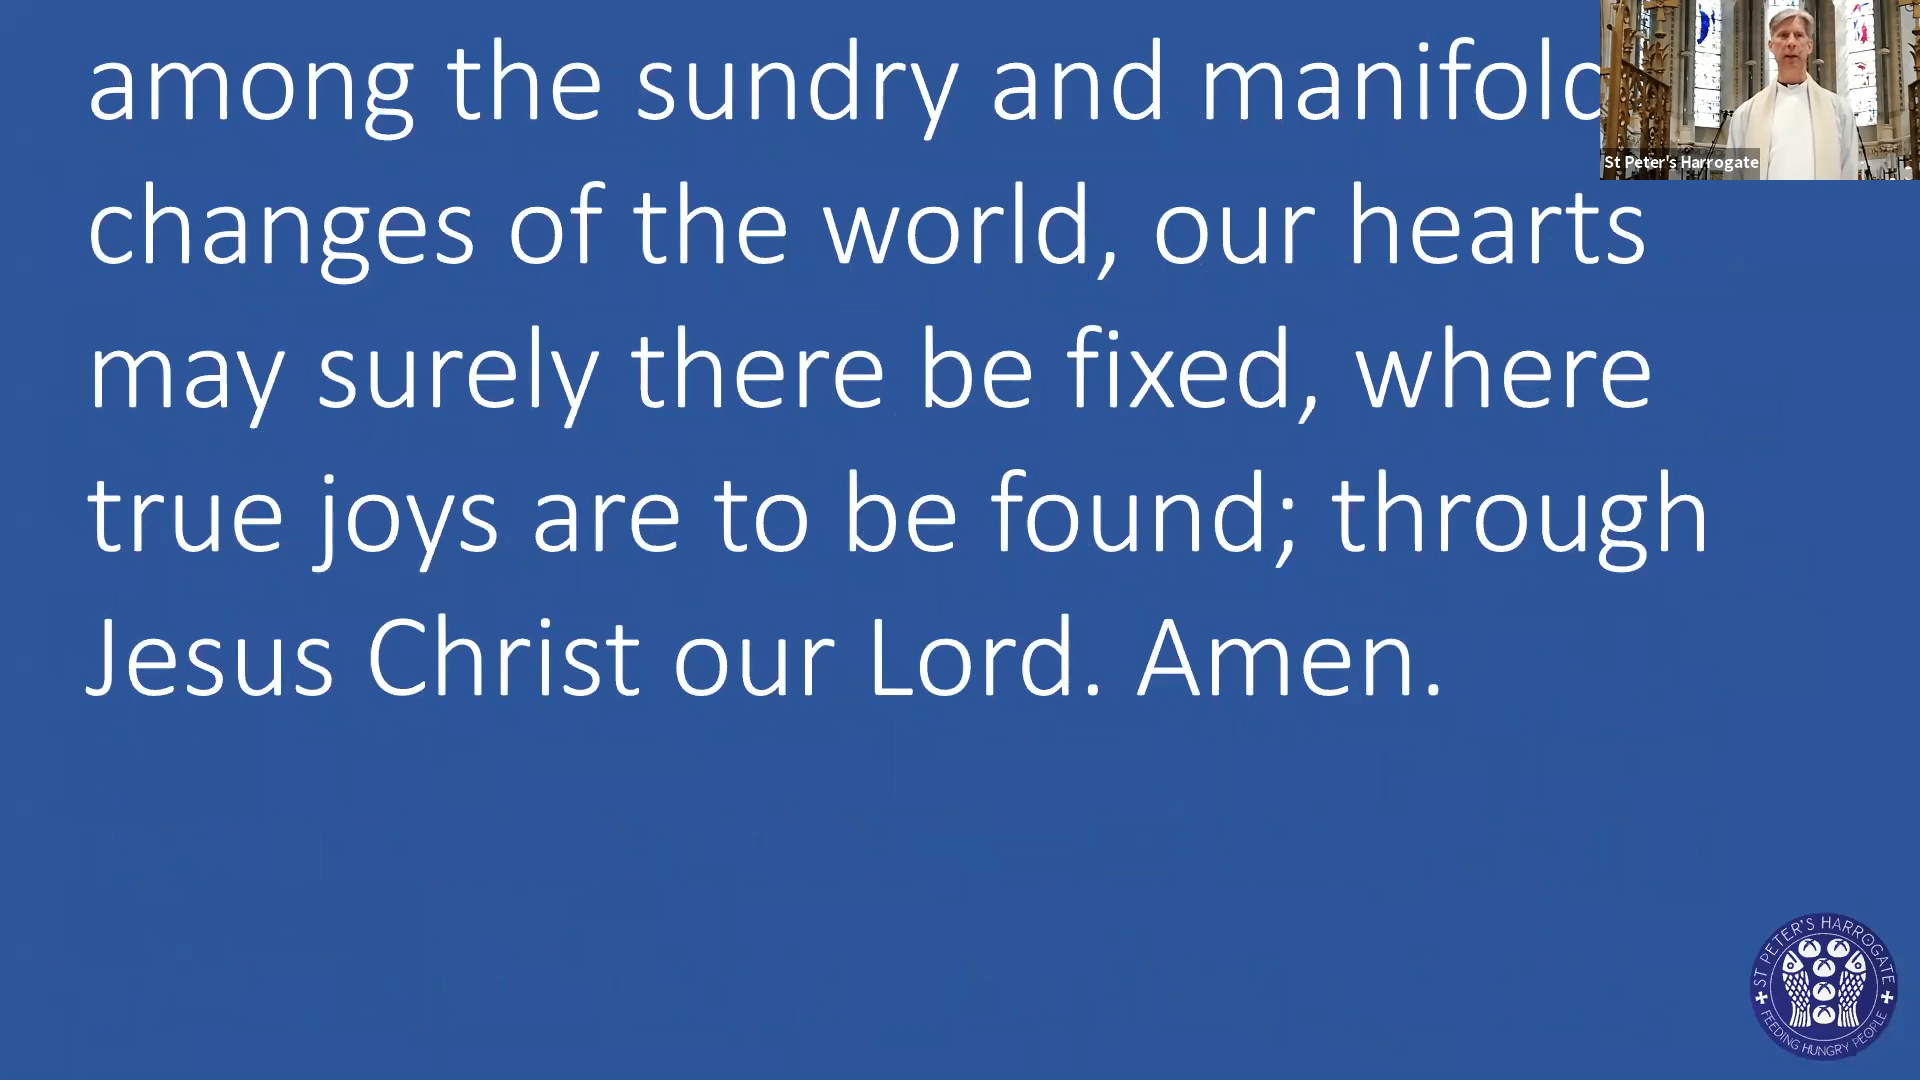 among the sundry and manifold
changes of the world, our hearts
may surely there be fixed, where
true joys are to be found; through
Jesus Christ our Lord. Amen.
St Peter's Harrogate
ST PETER'S HARROGATE
FEEDING HUNGRY PEOPLE